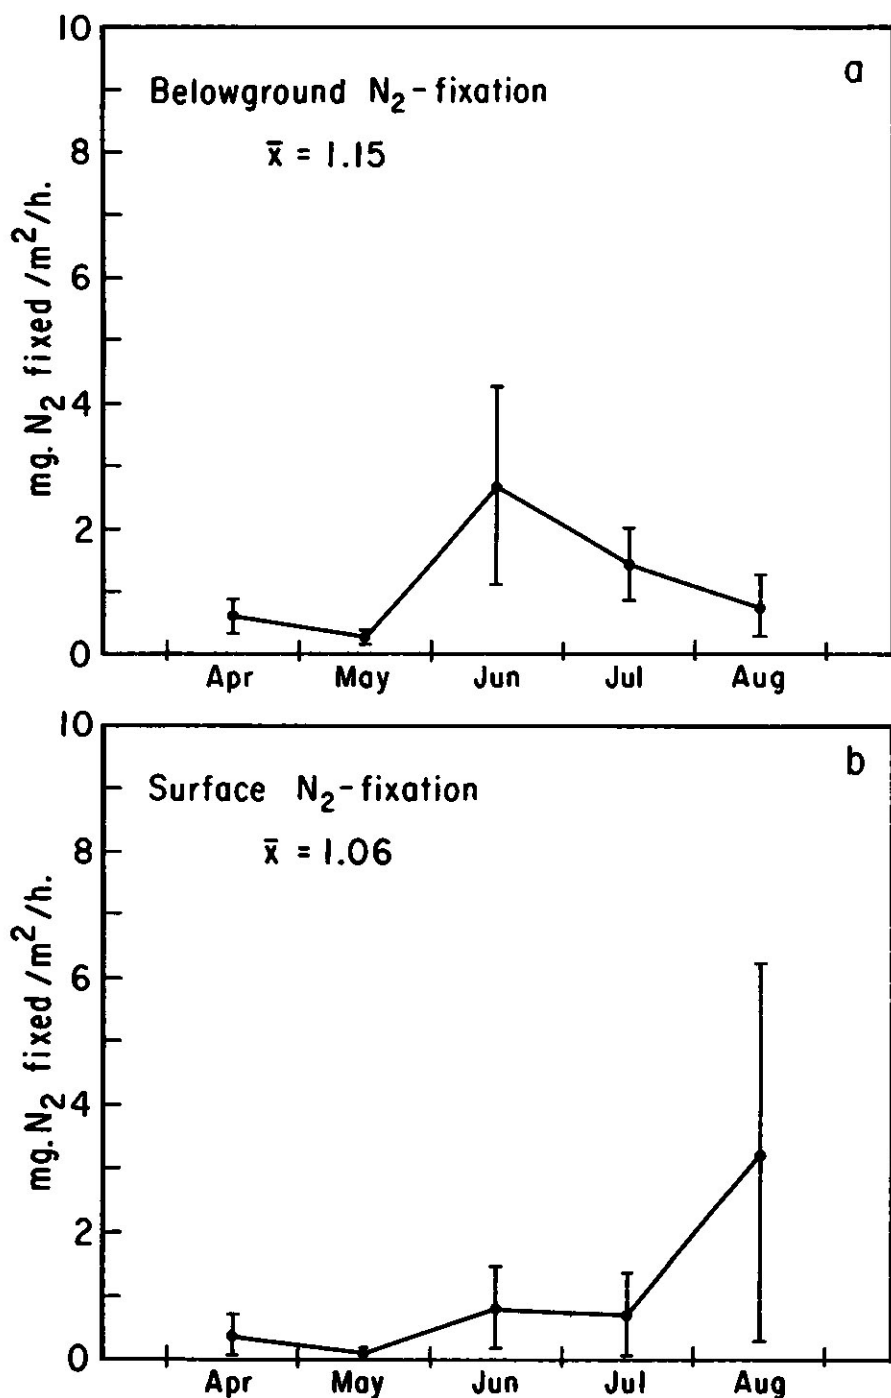 a
Belowground N₂-fixation
x̄ = 1.15
mg. N₂ fixed /m²/h.
10
8
6
4
2
0
Apr May Jun Jul Aug
b
Surface N₂-fixation
x̄ = 1.06
mg. N₂ fixed /m²/h.
10
8
6
4
2
0
Apr May Jun Jul Aug